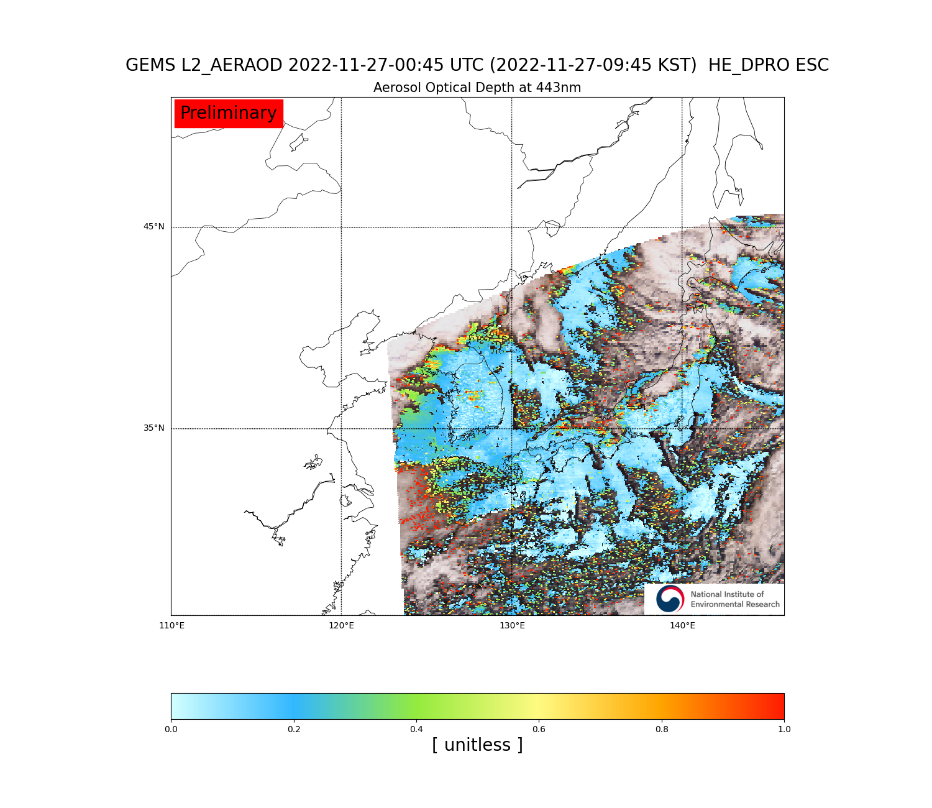 GEMS L2_AERAOD 2022-11-27-00:45 UTC (2022-11-27-09:45 KST)  HE_DPRO ESC
Aerosol Optical Depth at 443nm
Preliminary
45°N
35°N
National Institute of
Environmental Research
110°E 120°E 130°E 140°E
0.0 0.2 0.4 0.6 0.8 1.0
[ unitless ]